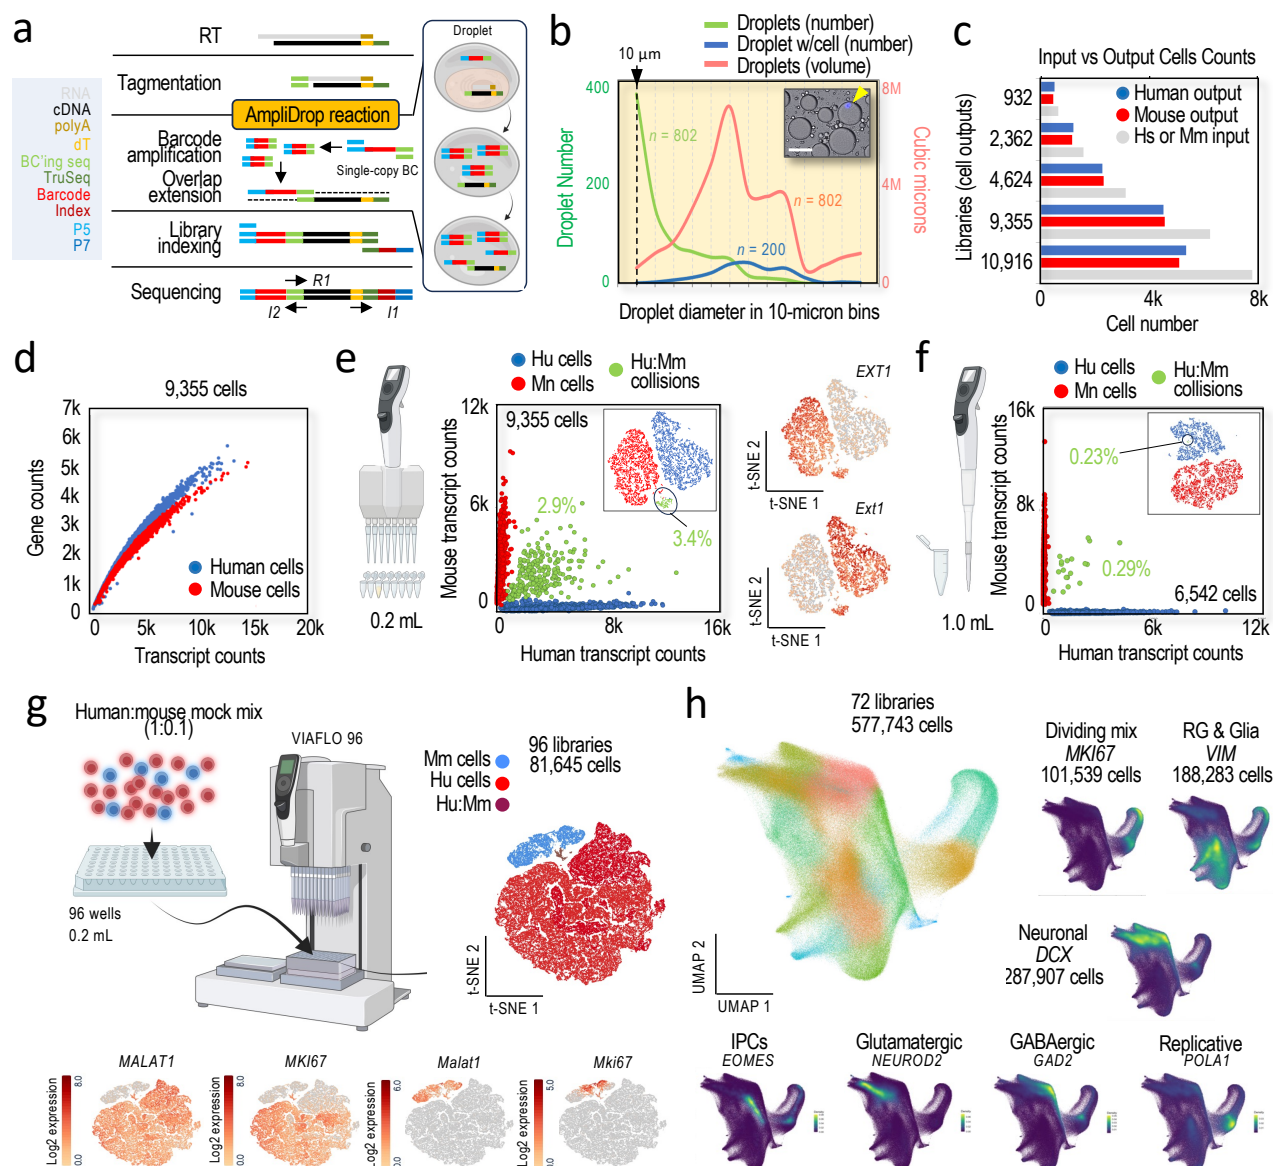 a
RT
Tagmentation
AmpliDrop reaction
Barcode
amplification
Single-copy BC
Overlap
extension
Library
indexing
Sequencing
R1
I2
I1
RNA
cDNA
polyA
dT
BC'ing seq
TruSeq
Barcode
Index
P5
P7
Droplet
b
Droplets (number)
Droplet w/cell (number)
Droplets (volume)
10 µm
400
200
0
Droplet Number
n = 802
n = 802
n = 200
8M
4M
0
Cubic microns
Droplet diameter in 10-micron bins
c
Input vs Output Cells Counts
Human output
Mouse output
Hs or Mm input
932
2,362
4,624
9,355
10,916
Libraries (cell outputs)
0
4k
8k
Cell number
d
9,355 cells
7k
6k
5k
4k
3k
2k
1k
0
Gene counts
Human cells
Mouse cells
0
5k
10k
15k
20k
Transcript counts
e
0.2 mL
Hu cells
Mn cells
Hu:Mm
collisions
12k
6k
0
Mouse transcript counts
9,355 cells
2.9%
3.4%
0
8k
16k
Human transcript counts
EXT1
t-SNE 2
t-SNE 1
Ext1
t-SNE 2
t-SNE 1
f
1.0 mL
Hu cells
Mn cells
Hu:Mm
collisions
16k
8k
0
Mouse transcript counts
0.23%
0.29%
6,542 cells
0
6k
12k
Human transcript counts
g
Human:mouse mock mix
(1:0.1)
VIAFLO 96
96 wells
0.2 mL
Mm cells
Hu cells
Hu:Mm
96 libraries
81,645 cells
t-SNE 2
t-SNE 1
MALAT1
Log2 expression
8.0
0.0
MKI67
Log2 expression
8.0
0.0
Malat1
Log2 expression
6.0
0.0
Mki67
Log2 expression
5.0
0.0
h
72 libraries
577,743 cells
UMAP 2
UMAP 1
Dividing mix
MKI67
101,539 cells
RG & Glia
VIM
188,283 cells
Neuronal
DCX
287,907 cells
IPCs
EOMES
Glutamatergic
NEUROD2
GABAergic
GAD2
Replicative
POLA1